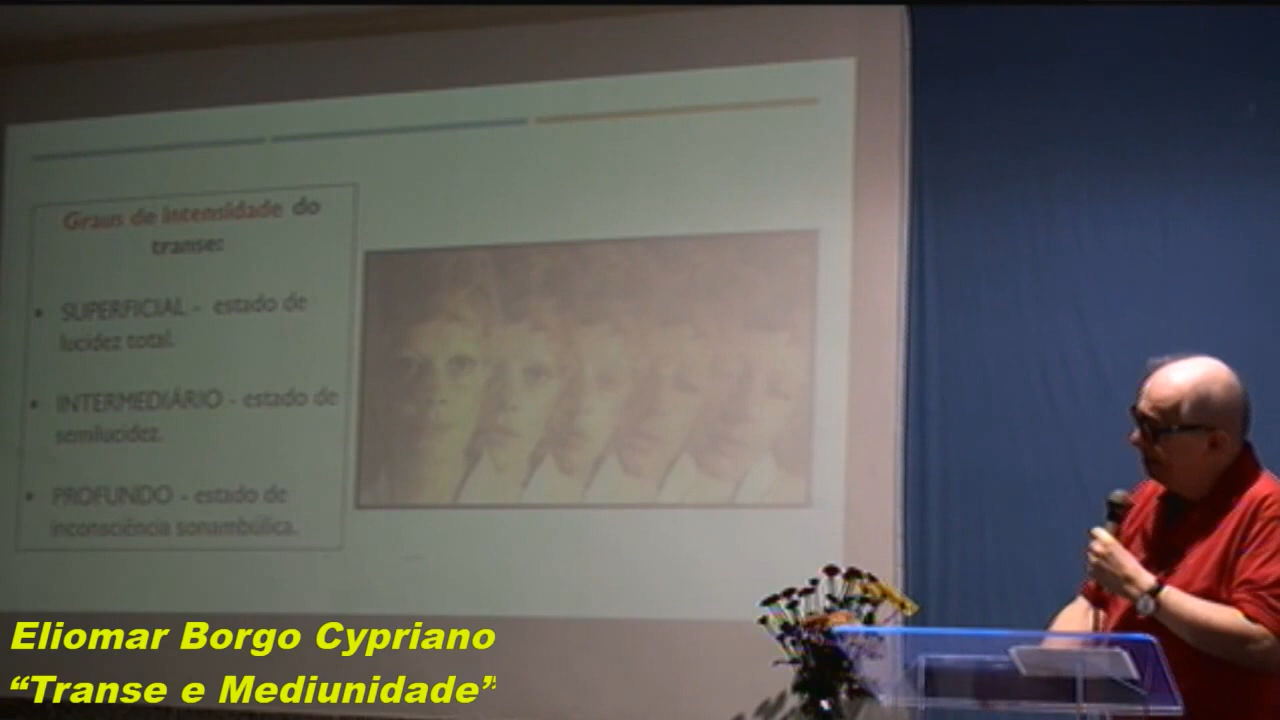 Graus de intensidade do
transe:
• SUPERFICIAL - estado de
lucidez total.
• INTERMEDIÁRIO - estado de
semilucidez.
• PROFUNDO - estado de
inconsciência sonambúlica.
Eliomar Borgo Cypriano
“Transe e Mediunidade”